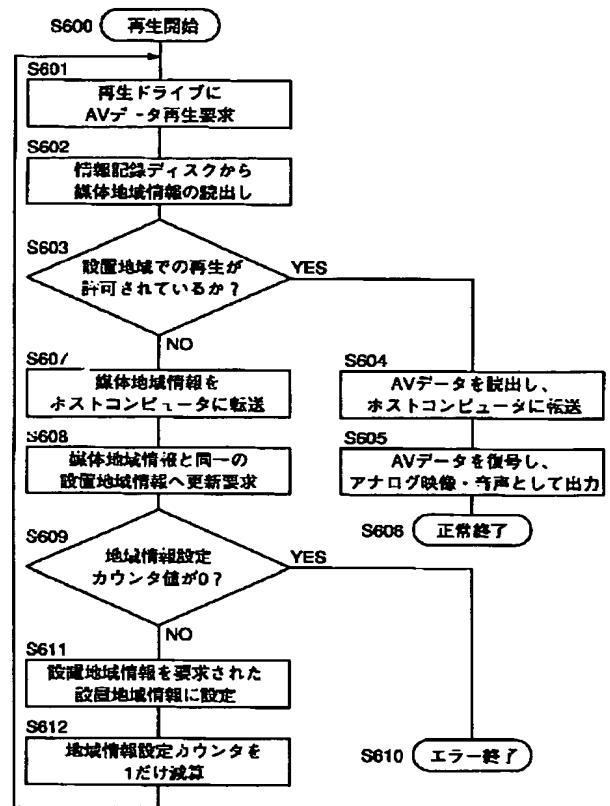 S600
再生開始
S601
再生ドライブに
AVデータ再生要求
S602
情報記録ディスクから
媒体地域情報の読出し
S603
設置地域での再生が
許可されているか？
YES
NO
S607
媒体地域情報を
ホストコンピュータに転送
S604
AVデータを読出し、
ホストコンピュータに転送
S608
媒体地域情報と同一の
設置地域情報へ更新要求
S605
AVデータを復号し、
アナログ映像・音声として出力
S606
正常終了
S609
地域情報設定
カウンタ値が0？
YES
NO
S611
設置地域情報を要求された
設置地域情報に設定
S612
地域情報設定カウンタを
1だけ減算
S610
エラー終了